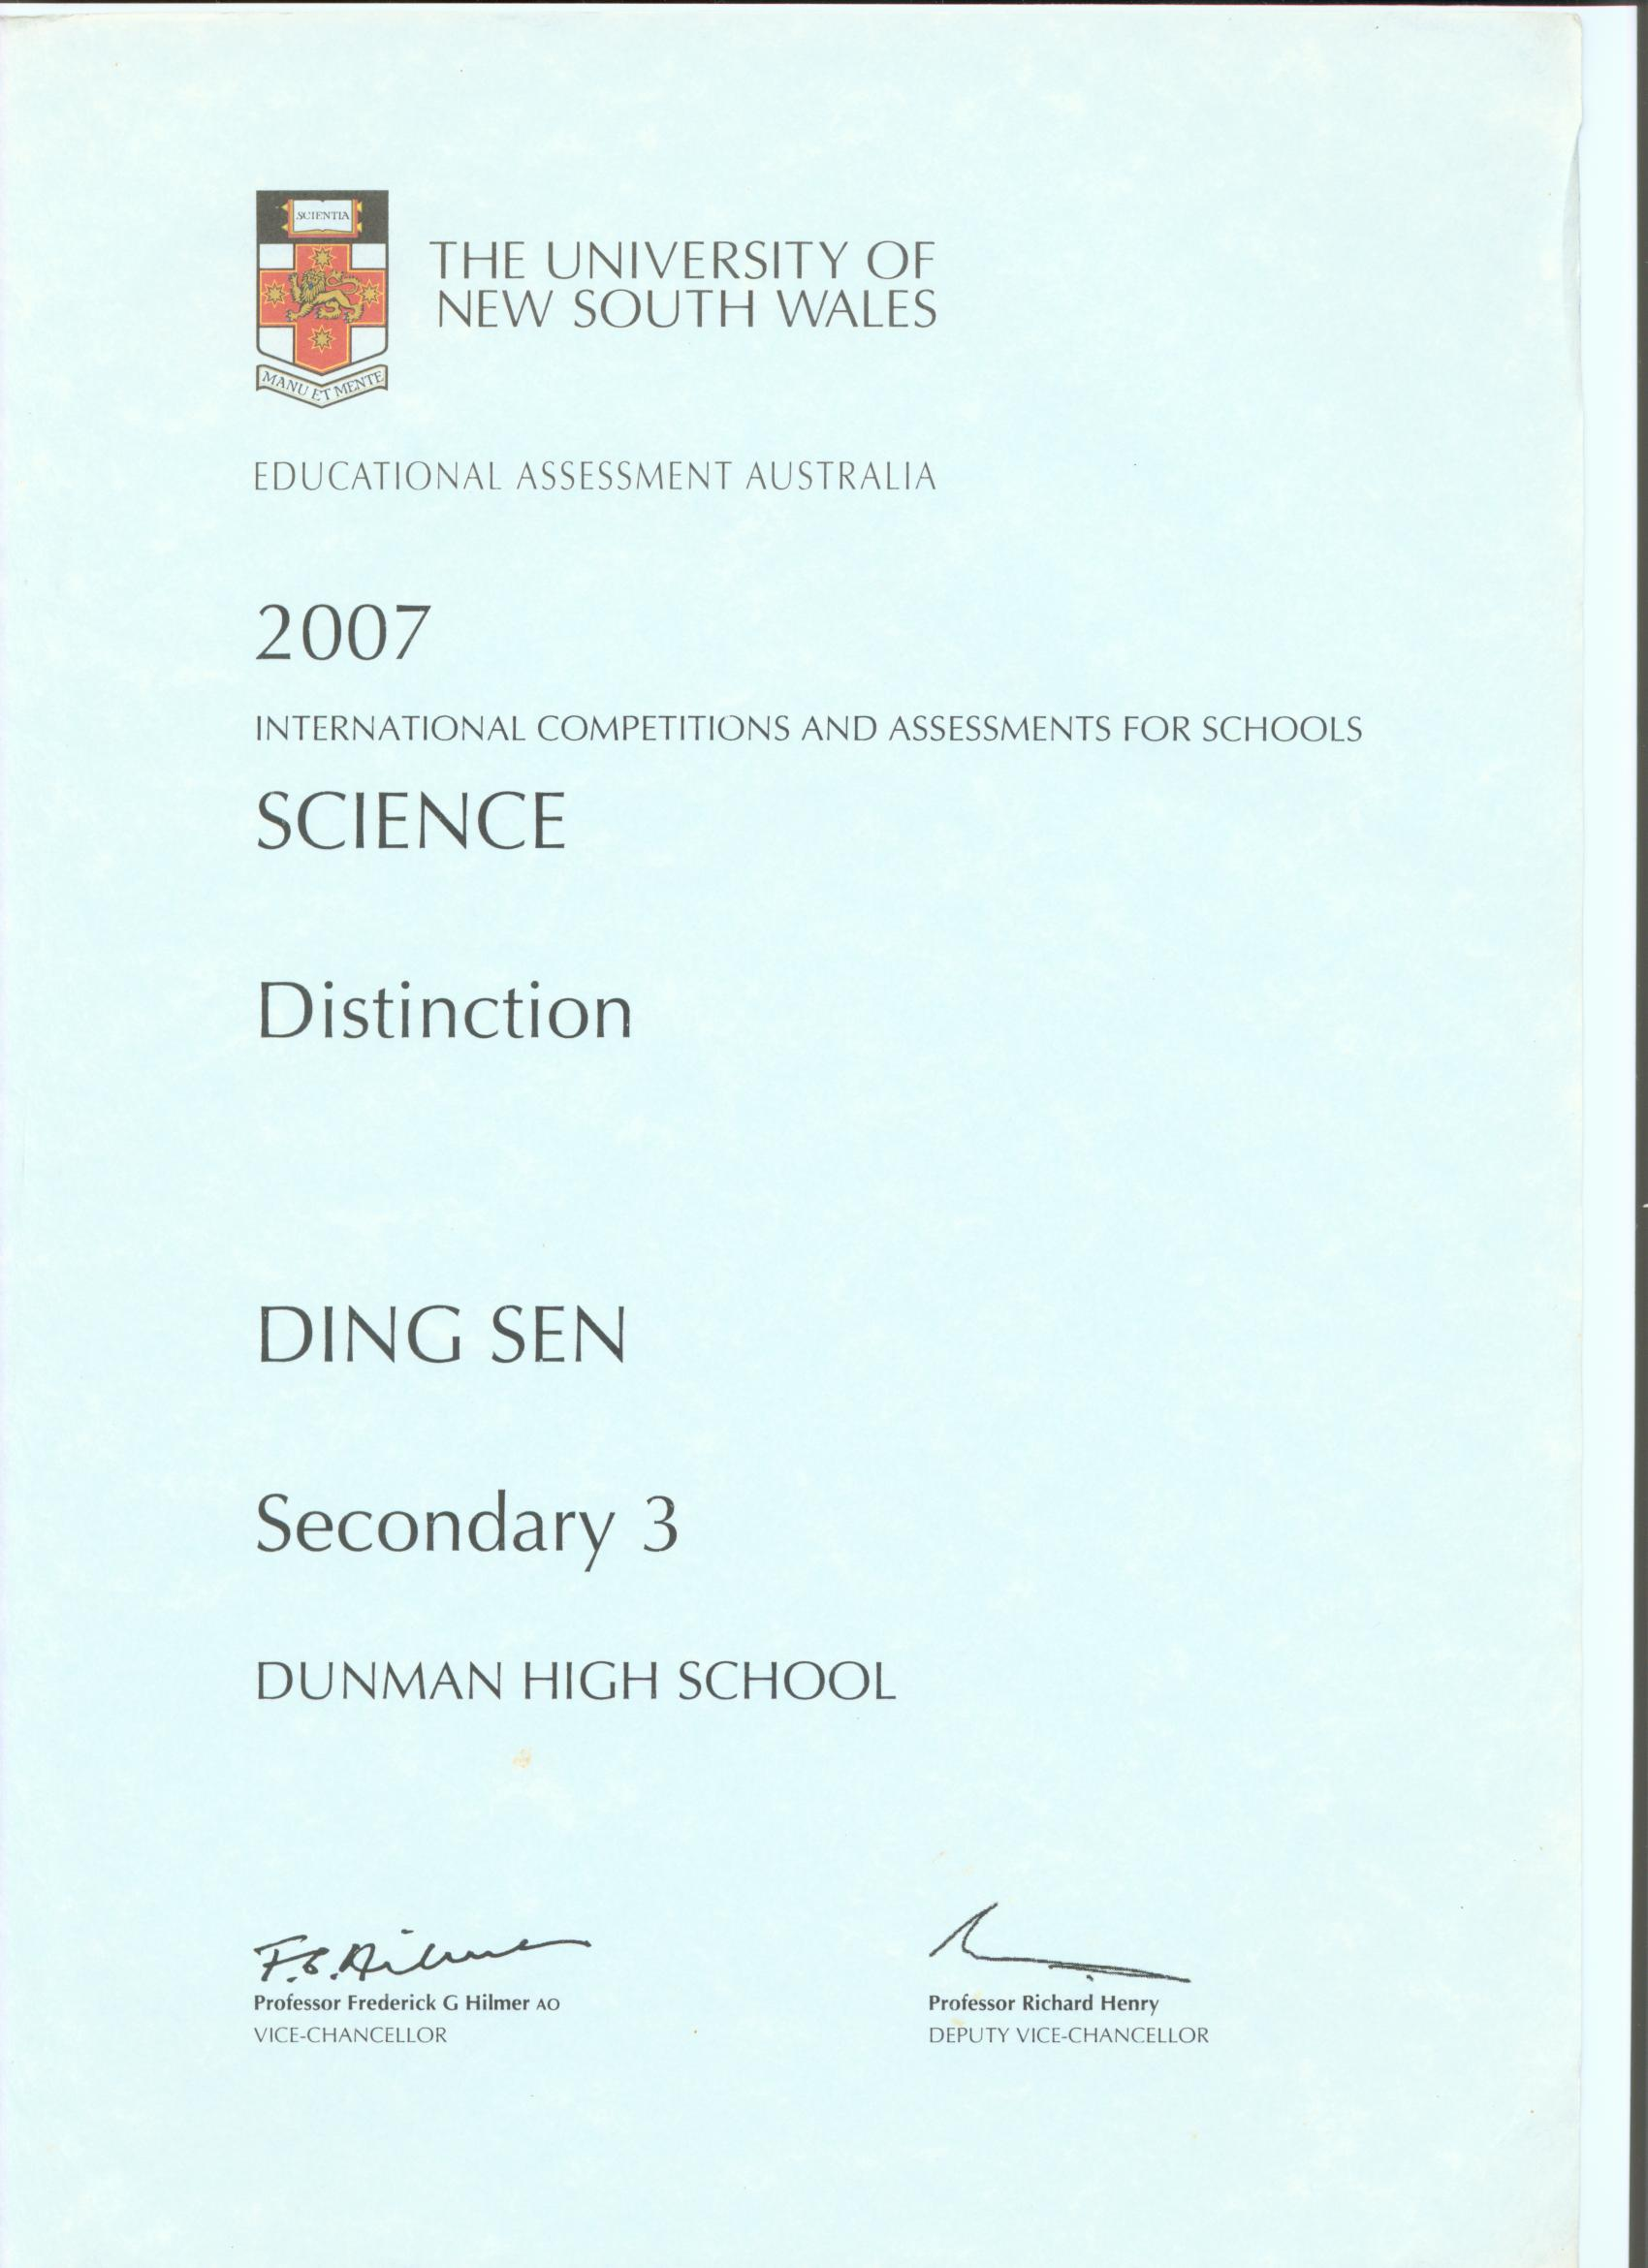 SCIENTIA
MANU ET MENTE
THE UNIVERSITY OF
NEW SOUTH WALES
EDUCATIONAL ASSESSMENT AUSTRALIA
2007
INTERNATIONAL COMPETITIONS AND ASSESSMENTS FOR SCHOOLS
SCIENCE
Distinction
DING SEN
Secondary 3
DUNMAN HIGH SCHOOL
F.G. Hilmer
Professor Frederick G Hilmer AO
VICE-CHANCELLOR
Professor Richard Henry
DEPUTY VICE-CHANCELLOR